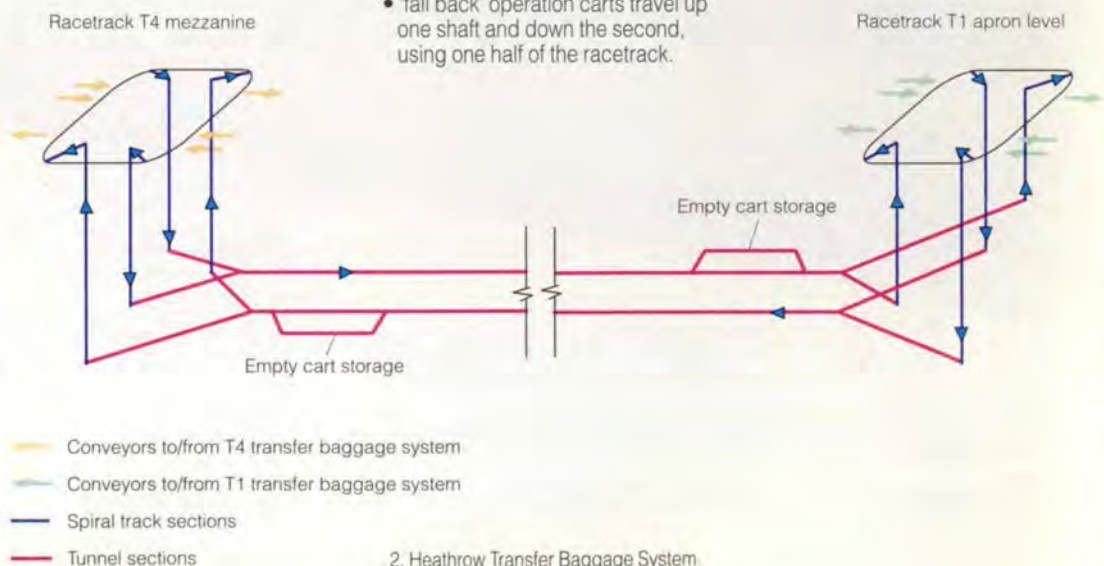 • 'fall back' operation carts travel up
one shaft and down the second,
using one half of the racetrack.
Racetrack T4 mezzanine
Racetrack T1 apron level
Empty cart storage
Empty cart storage
Conveyors to/from T4 transfer baggage system
Conveyors to/from T1 transfer baggage system
Spiral track sections
Tunnel sections
2. Heathrow Transfer Baggage System